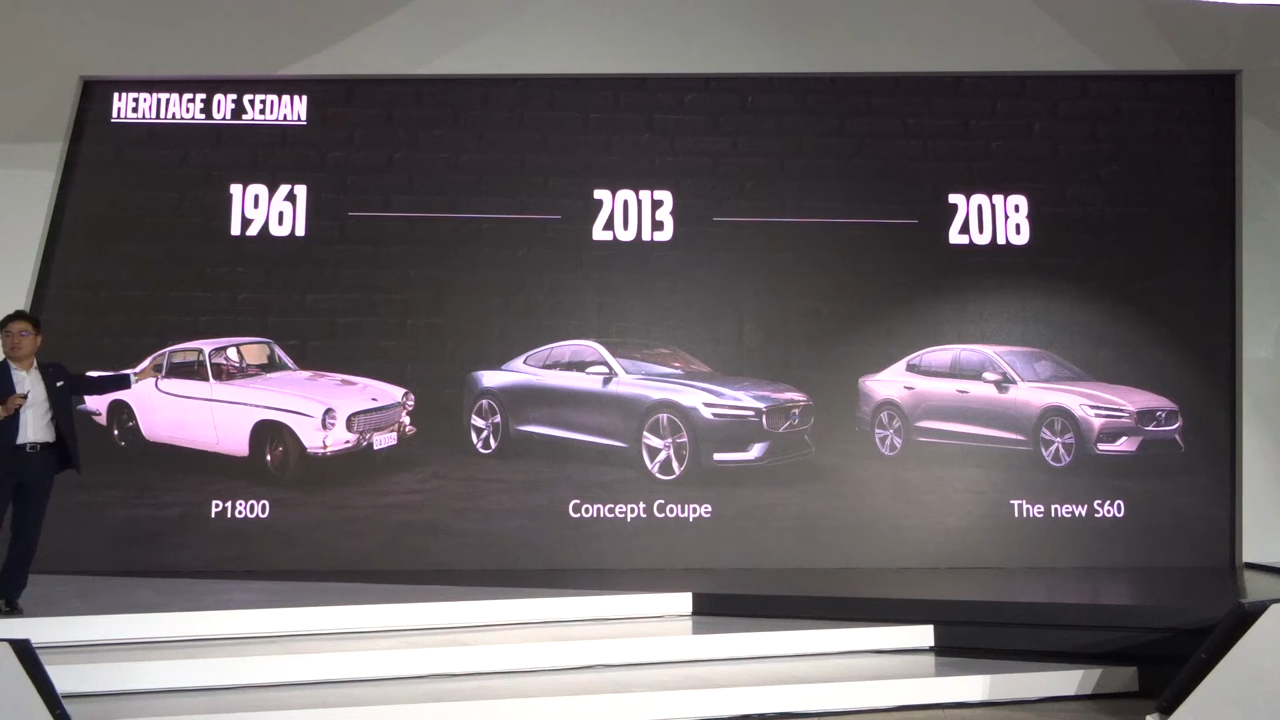 HERITAGE OF SEDAN
1961
2013
2018
P1800
Concept Coupe
The new S60